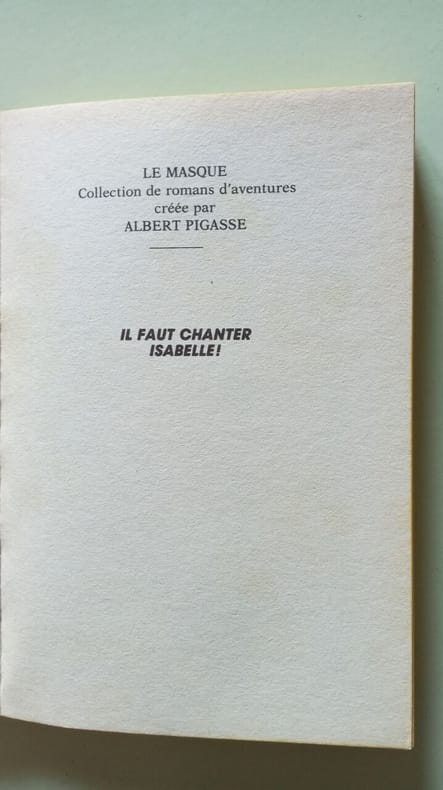 LE MASQUE
Collection de romans d'aventures
créée par
ALBERT PIGASSE
IL FAUT CHANTER
ISABELLE!